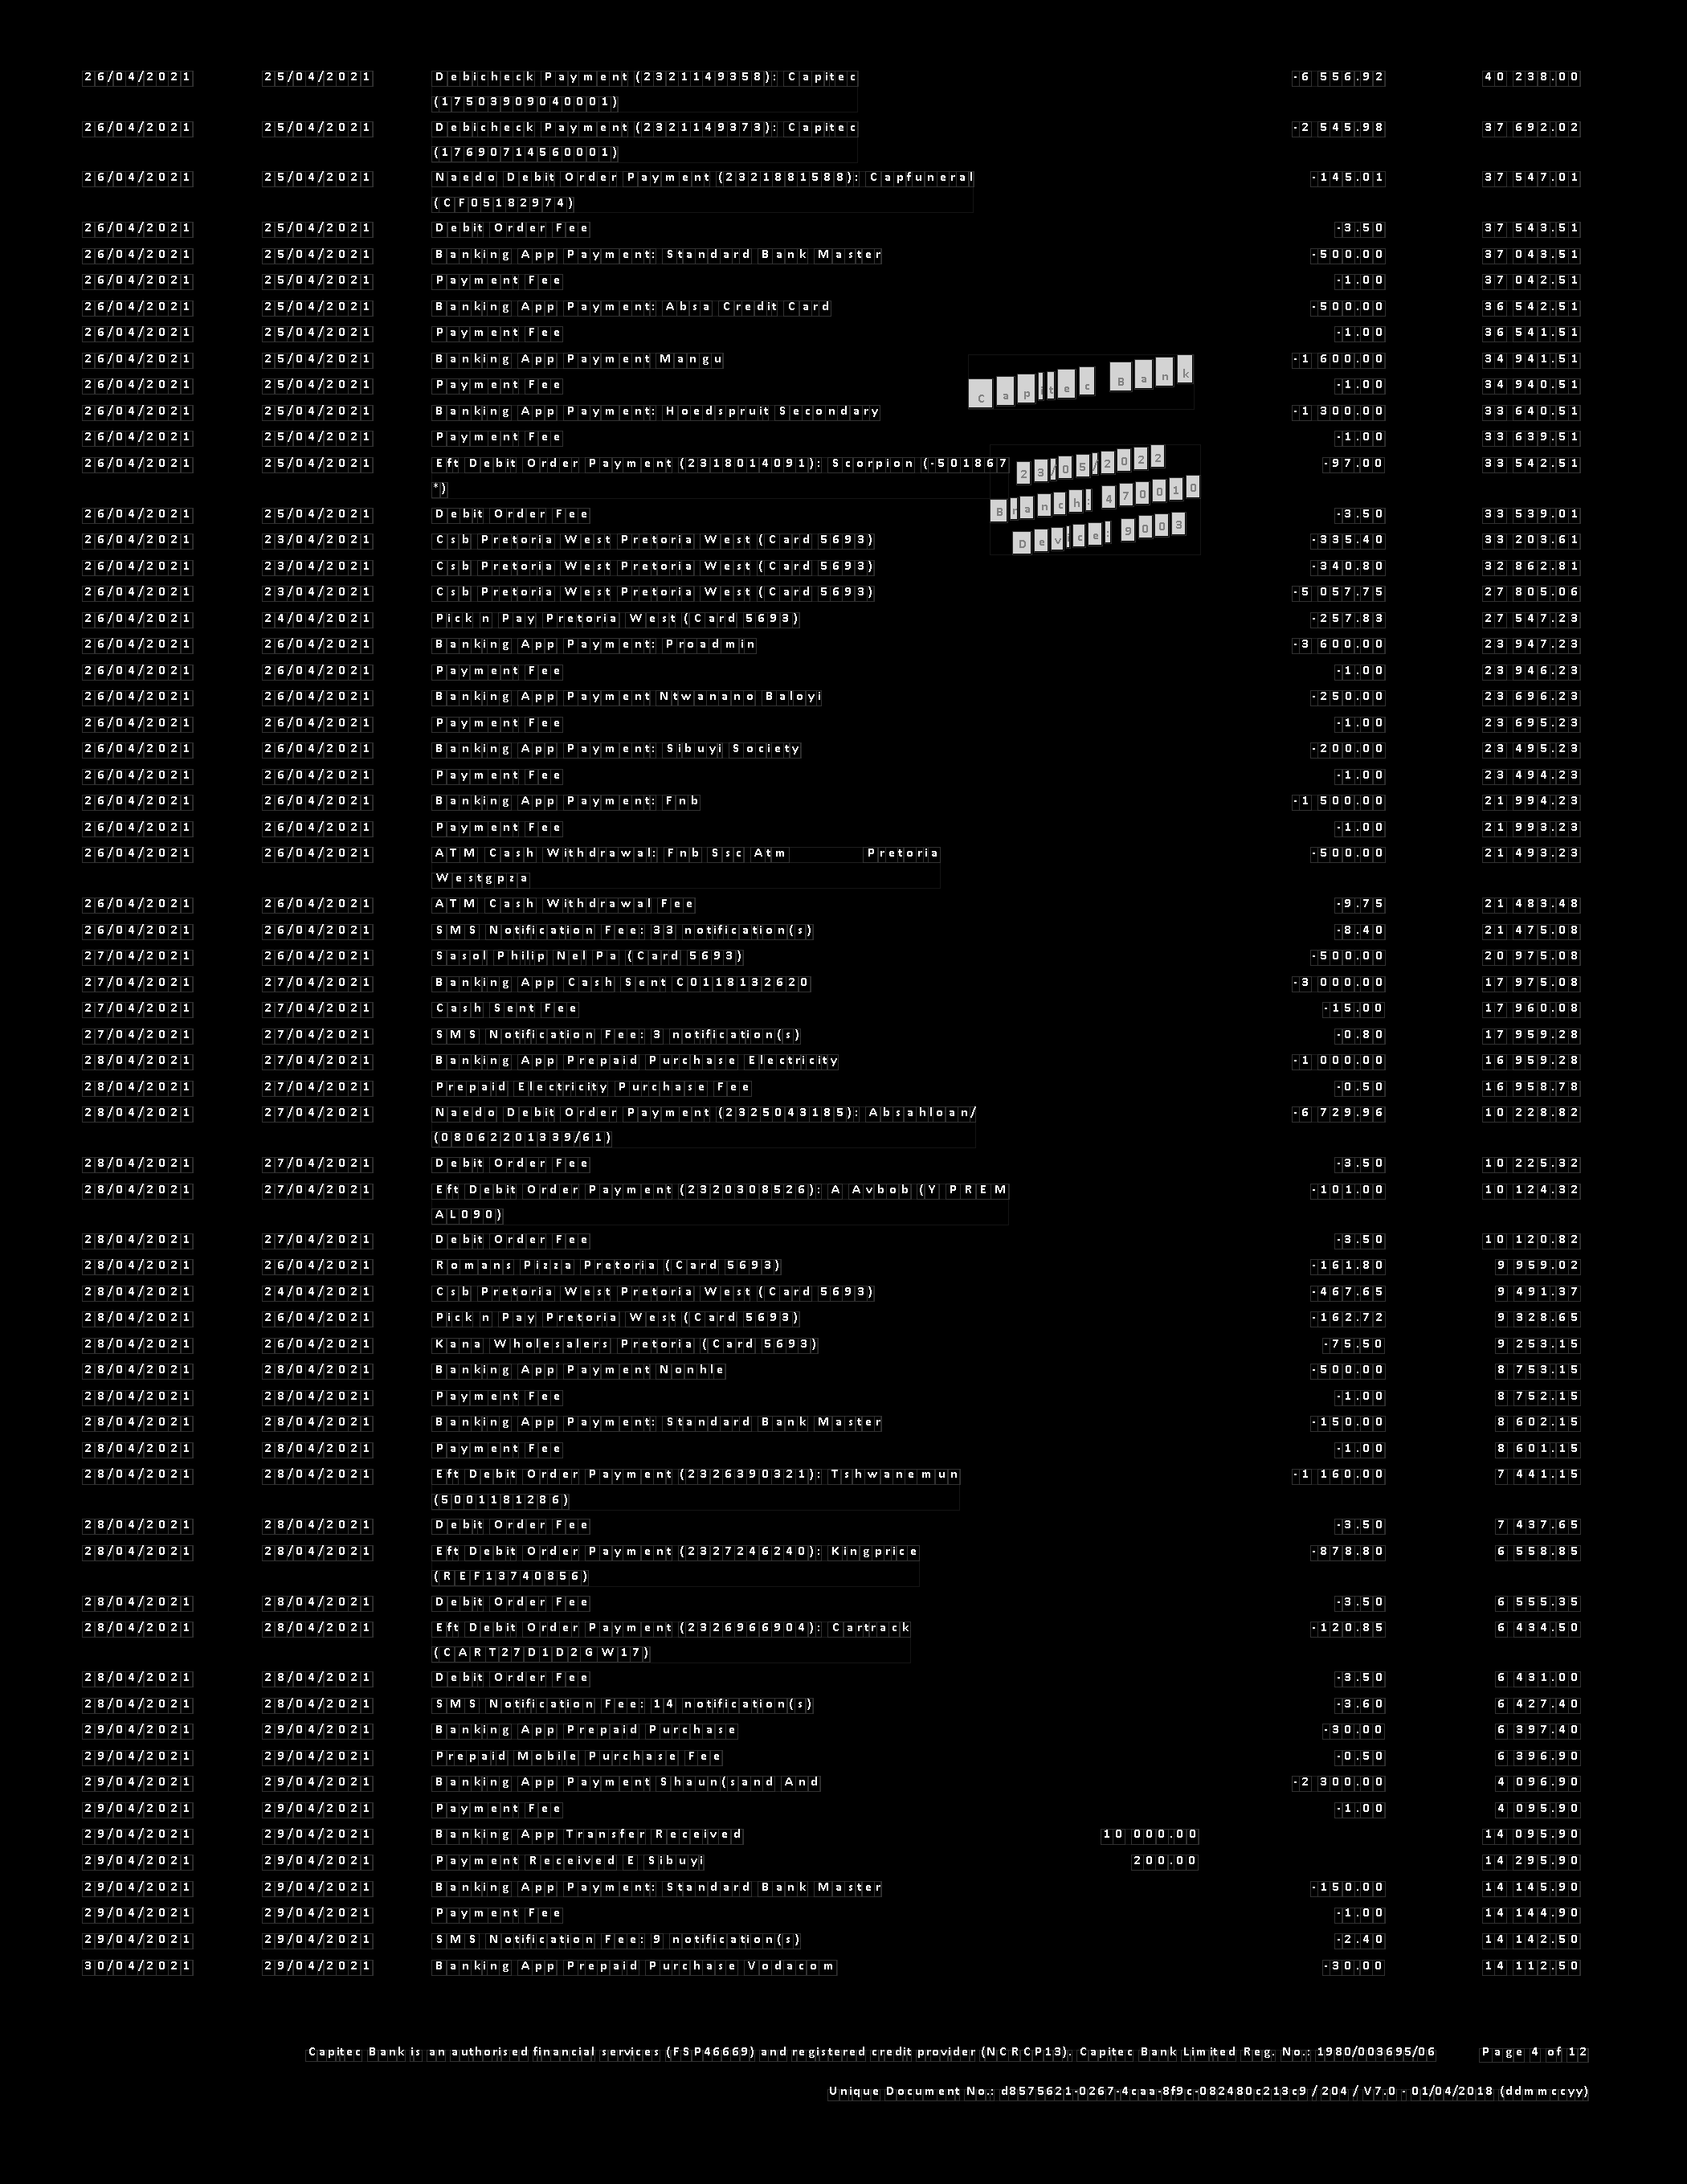 26/04/2021 25/04/2021 Debicheck Payment (2321149358): Capitec -6 556.92 40 238.00
(17503909040001)
26/04/2021 25/04/2021 Debicheck Payment (2321149373): Capitec -2 545.98 37 692.02
(17690714560001)
26/04/2021 25/04/2021 Naedo Debit Order Payment (2321881588): Capfuneral -145.01 37 547.01
(CF05182974)
26/04/2021 25/04/2021 Debit Order Fee -3.50 37 543.51
26/04/2021 25/04/2021 Banking App Payment: Standard Bank Master -500.00 37 043.51
26/04/2021 25/04/2021 Payment Fee -1.00 37 042.51
26/04/2021 25/04/2021 Banking App Payment: Absa Credit Card -500.00 36 542.51
26/04/2021 25/04/2021 Payment Fee -1.00 36 541.51
26/04/2021 25/04/2021 Banking App Payment Mangu -1 600.00 34 941.51
Capitec Bank
26/04/2021 25/04/2021 Payment Fee -1.00 34 940.51
26/04/2021 25/04/2021 Banking App Payment: Hoedspruit Secondary -1 300.00 33 640.51
26/04/2021 25/04/2021 Payment Fee -1.00 33 639.51
26/04/2021 25/04/2021 Eft Debit Order Payment (2318014091): Scorpion (-501867 -97.00 33 542.51
*)
23/05/2022
Branch: 470010
Device: 9003
26/04/2021 25/04/2021 Debit Order Fee -3.50 33 539.01
26/04/2021 23/04/2021 Csb Pretoria West Pretoria West (Card 5693) -335.40 33 203.61
26/04/2021 23/04/2021 Csb Pretoria West Pretoria West (Card 5693) -340.80 32 862.81
26/04/2021 23/04/2021 Csb Pretoria West Pretoria West (Card 5693) -5 057.75 27 805.06
26/04/2021 24/04/2021 Pick n Pay Pretoria West (Card 5693) -257.83 27 547.23
26/04/2021 26/04/2021 Banking App Payment: Proadmin -3 600.00 23 947.23
26/04/2021 26/04/2021 Payment Fee -1.00 23 946.23
26/04/2021 26/04/2021 Banking App Payment Ntwanano Baloyi -250.00 23 696.23
26/04/2021 26/04/2021 Payment Fee -1.00 23 695.23
26/04/2021 26/04/2021 Banking App Payment: Sibuyi Society -200.00 23 495.23
26/04/2021 26/04/2021 Payment Fee -1.00 23 494.23
26/04/2021 26/04/2021 Banking App Payment: Fnb -1 500.00 21 994.23
26/04/2021 26/04/2021 Payment Fee -1.00 21 993.23
26/04/2021 26/04/2021 ATM Cash Withdrawal: Fnb Ssc Atm Pretoria -500.00 21 493.23
Westgpza
26/04/2021 26/04/2021 ATM Cash Withdrawal Fee -9.75 21 483.48
26/04/2021 26/04/2021 SMS Notification Fee: 33 notification(s) -8.40 21 475.08
27/04/2021 26/04/2021 Sasol Philip Nel Pa (Card 5693) -500.00 20 975.08
27/04/2021 27/04/2021 Banking App Cash Sent C0118132620 -3 000.00 17 975.08
27/04/2021 27/04/2021 Cash Sent Fee -15.00 17 960.08
27/04/2021 27/04/2021 SMS Notification Fee: 3 notification(s) -0.80 17 959.28
28/04/2021 27/04/2021 Banking App Prepaid Purchase Electricity -1 000.00 16 959.28
28/04/2021 27/04/2021 Prepaid Electricity Purchase Fee -0.50 16 958.78
28/04/2021 27/04/2021 Naedo Debit Order Payment (2325043185): Absahloan/ -6 729.96 10 228.82
(08062201339/61)
28/04/2021 27/04/2021 Debit Order Fee -3.50 10 225.32
28/04/2021 27/04/2021 Eft Debit Order Payment (2320308526): A Avbob (Y PREM -101.00 10 124.32
AL090)
28/04/2021 27/04/2021 Debit Order Fee -3.50 10 120.82
28/04/2021 26/04/2021 Romans Pizza Pretoria (Card 5693) -161.80 9 959.02
28/04/2021 24/04/2021 Csb Pretoria West Pretoria West (Card 5693) -467.65 9 491.37
28/04/2021 26/04/2021 Pick n Pay Pretoria West (Card 5693) -162.72 9 328.65
28/04/2021 26/04/2021 Kana Wholesalers Pretoria (Card 5693) -75.50 9 253.15
28/04/2021 28/04/2021 Banking App Payment Nonhle -500.00 8 753.15
28/04/2021 28/04/2021 Payment Fee -1.00 8 752.15
28/04/2021 28/04/2021 Banking App Payment: Standard Bank Master -150.00 8 602.15
28/04/2021 28/04/2021 Payment Fee -1.00 8 601.15
28/04/2021 28/04/2021 Eft Debit Order Payment (2326390321): Tshwanemun -1 160.00 7 441.15
(5001181286)
28/04/2021 28/04/2021 Debit Order Fee -3.50 7 437.65
28/04/2021 28/04/2021 Eft Debit Order Payment (2327246240): Kingprice -878.80 6 558.85
(REF13740856)
28/04/2021 28/04/2021 Debit Order Fee -3.50 6 555.35
28/04/2021 28/04/2021 Eft Debit Order Payment (2326966904): Cartrack -120.85 6 434.50
(CART27D1D2GW17)
28/04/2021 28/04/2021 Debit Order Fee -3.50 6 431.00
28/04/2021 28/04/2021 SMS Notification Fee: 14 notification(s) -3.60 6 427.40
29/04/2021 29/04/2021 Banking App Prepaid Purchase -30.00 6 397.40
29/04/2021 29/04/2021 Prepaid Mobile Purchase Fee -0.50 6 396.90
29/04/2021 29/04/2021 Banking App Payment Shaun(sand And -2 300.00 4 096.90
29/04/2021 29/04/2021 Payment Fee -1.00 4 095.90
29/04/2021 29/04/2021 Banking App Transfer Received 10 000.00 14 095.90
29/04/2021 29/04/2021 Payment Received E Sibuyi 200.00 14 295.90
29/04/2021 29/04/2021 Banking App Payment: Standard Bank Master -150.00 14 145.90
29/04/2021 29/04/2021 Payment Fee -1.00 14 144.90
29/04/2021 29/04/2021 SMS Notification Fee: 9 notification(s) -2.40 14 142.50
30/04/2021 29/04/2021 Banking App Prepaid Purchase Vodacom -30.00 14 112.50
Capitec Bank is an authorised financial services (FSP46669) and registered credit provider (NCRCP13). Capitec Bank Limited Reg. No.: 1980/003695/06 Page 4 of 12
Unique Document No.: d8575621-0267-4caa-8f9c-082480c213c9 / 204 / V7.0 - 01/04/2018 (ddmmccyy)